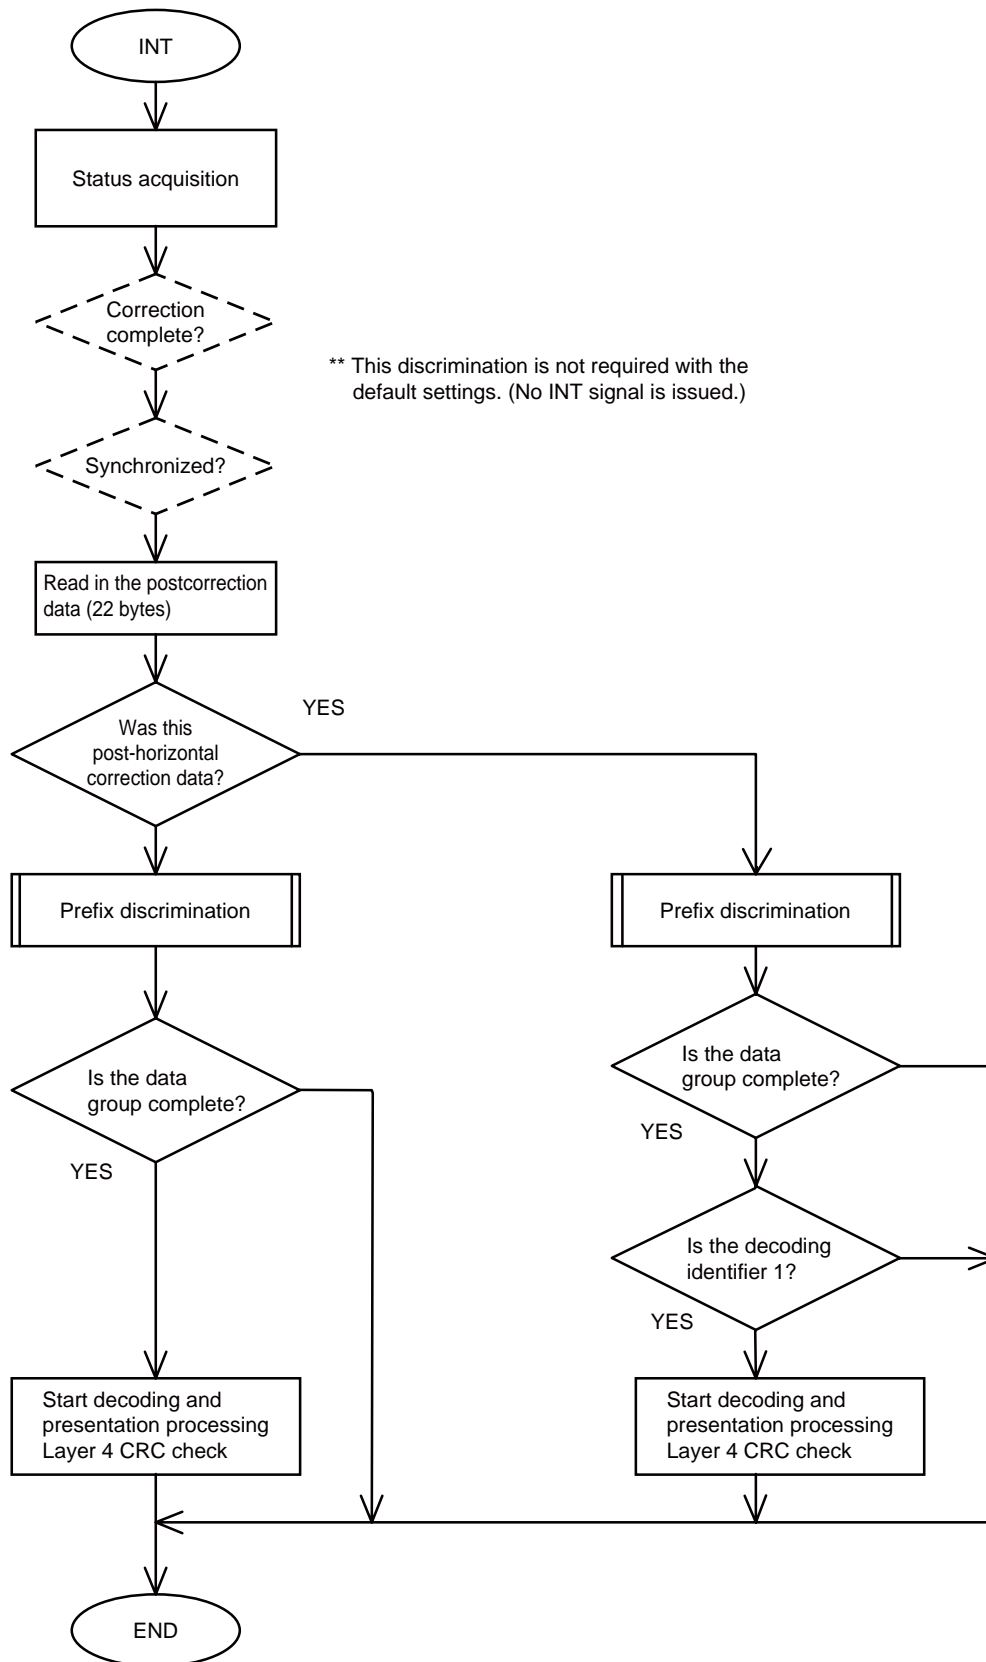 INT
Status acquisition
Correction
complete?
** This discrimination is not required with the
default settings. (No INT signal is issued.)
Synchronized?
Read in the postcorrection
data (22 bytes)
YES
Was this
post-horizontal
correction data?
Prefix discrimination
Prefix discrimination
Is the data
group complete?
YES
Is the data
group complete?
YES
Is the decoding
identifier 1?
YES
Start decoding and
presentation processing
Layer 4 CRC check
Start decoding and
presentation processing
Layer 4 CRC check
END